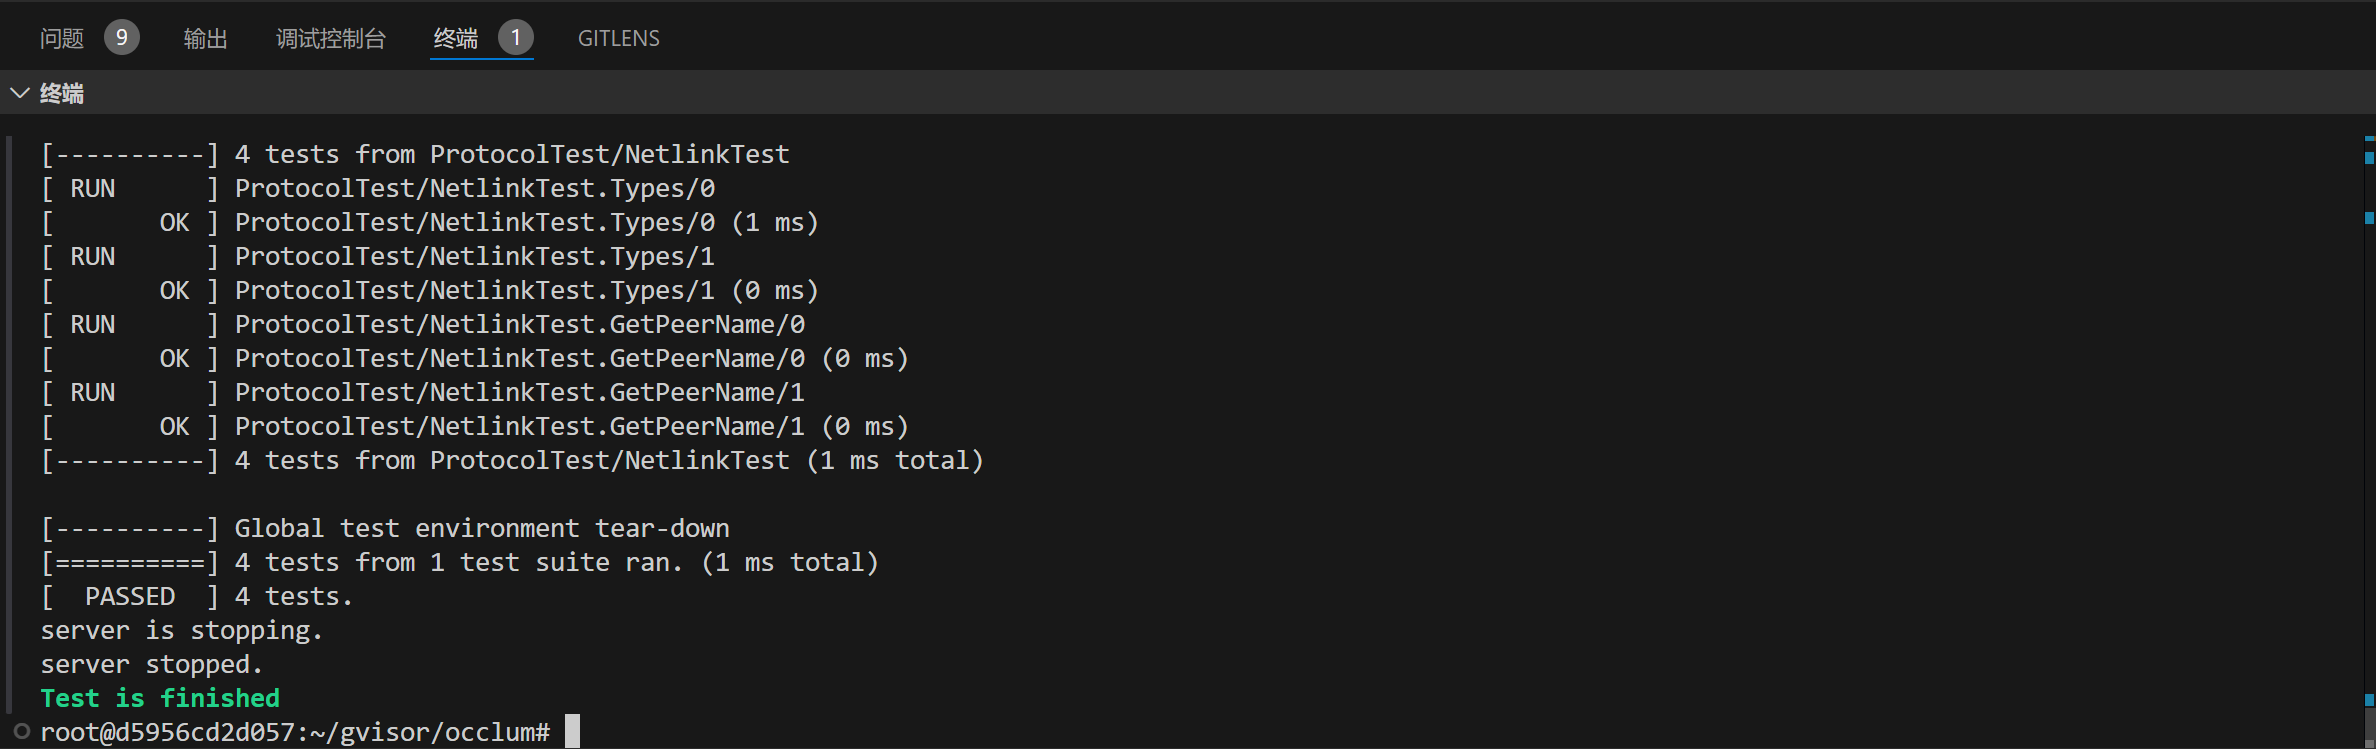 问题 9 输出 调试控制台 终端 1 GITLENS
终端
[----------] 4 tests from ProtocolTest/NetlinkTest
[ RUN      ] ProtocolTest/NetlinkTest.Types/0
[       OK ] ProtocolTest/NetlinkTest.Types/0 (1 ms)
[ RUN      ] ProtocolTest/NetlinkTest.Types/1
[       OK ] ProtocolTest/NetlinkTest.Types/1 (0 ms)
[ RUN      ] ProtocolTest/NetlinkTest.GetPeerName/0
[       OK ] ProtocolTest/NetlinkTest.GetPeerName/0 (0 ms)
[ RUN      ] ProtocolTest/NetlinkTest.GetPeerName/1
[       OK ] ProtocolTest/NetlinkTest.GetPeerName/1 (0 ms)
[----------] 4 tests from ProtocolTest/NetlinkTest (1 ms total)
[----------] Global test environment tear-down
[==========] 4 tests from 1 test suite ran. (1 ms total)
[  PASSED  ] 4 tests.
server is stopping.
server stopped.
Test is finished
root@d5956cd2d057:~/gvisor/occlum#